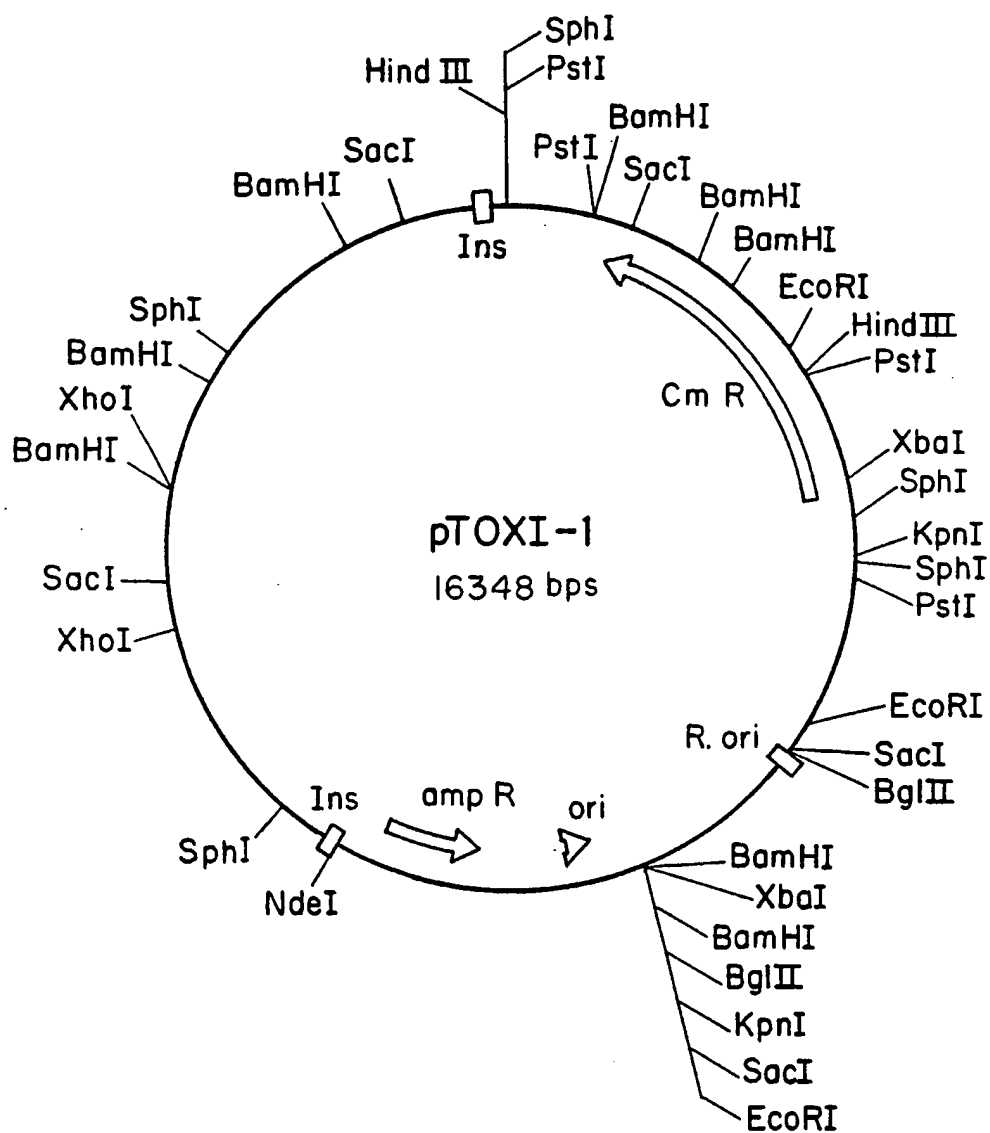 SphI
Hind III
PstI
BamHI
PstI
SacI
SacI
BamHI
BamHI
BamHI
Ins
EcoRI
SphI
HindIII
BamHI
PstI
XhoI
Cm R
BamHI
XbaI
SphI
pTOXI-1
KpnI
SphI
SacI
16348 bps
PstI
XhoI
EcoRI
R. ori
SacI
BglII
Ins
amp R
ori
SphI
BamHI
NdeI
XbaI
BamHI
BglII
KpnI
SacI
EcoRI